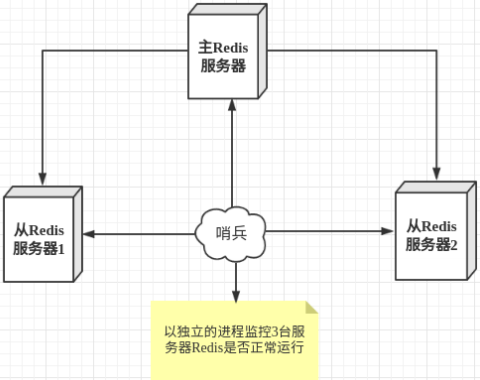 主Redis
服务器
从Redis
服务器1
哨兵
从Redis
服务器2
以独立的进程监控3台服
务器Redis是否正常运行